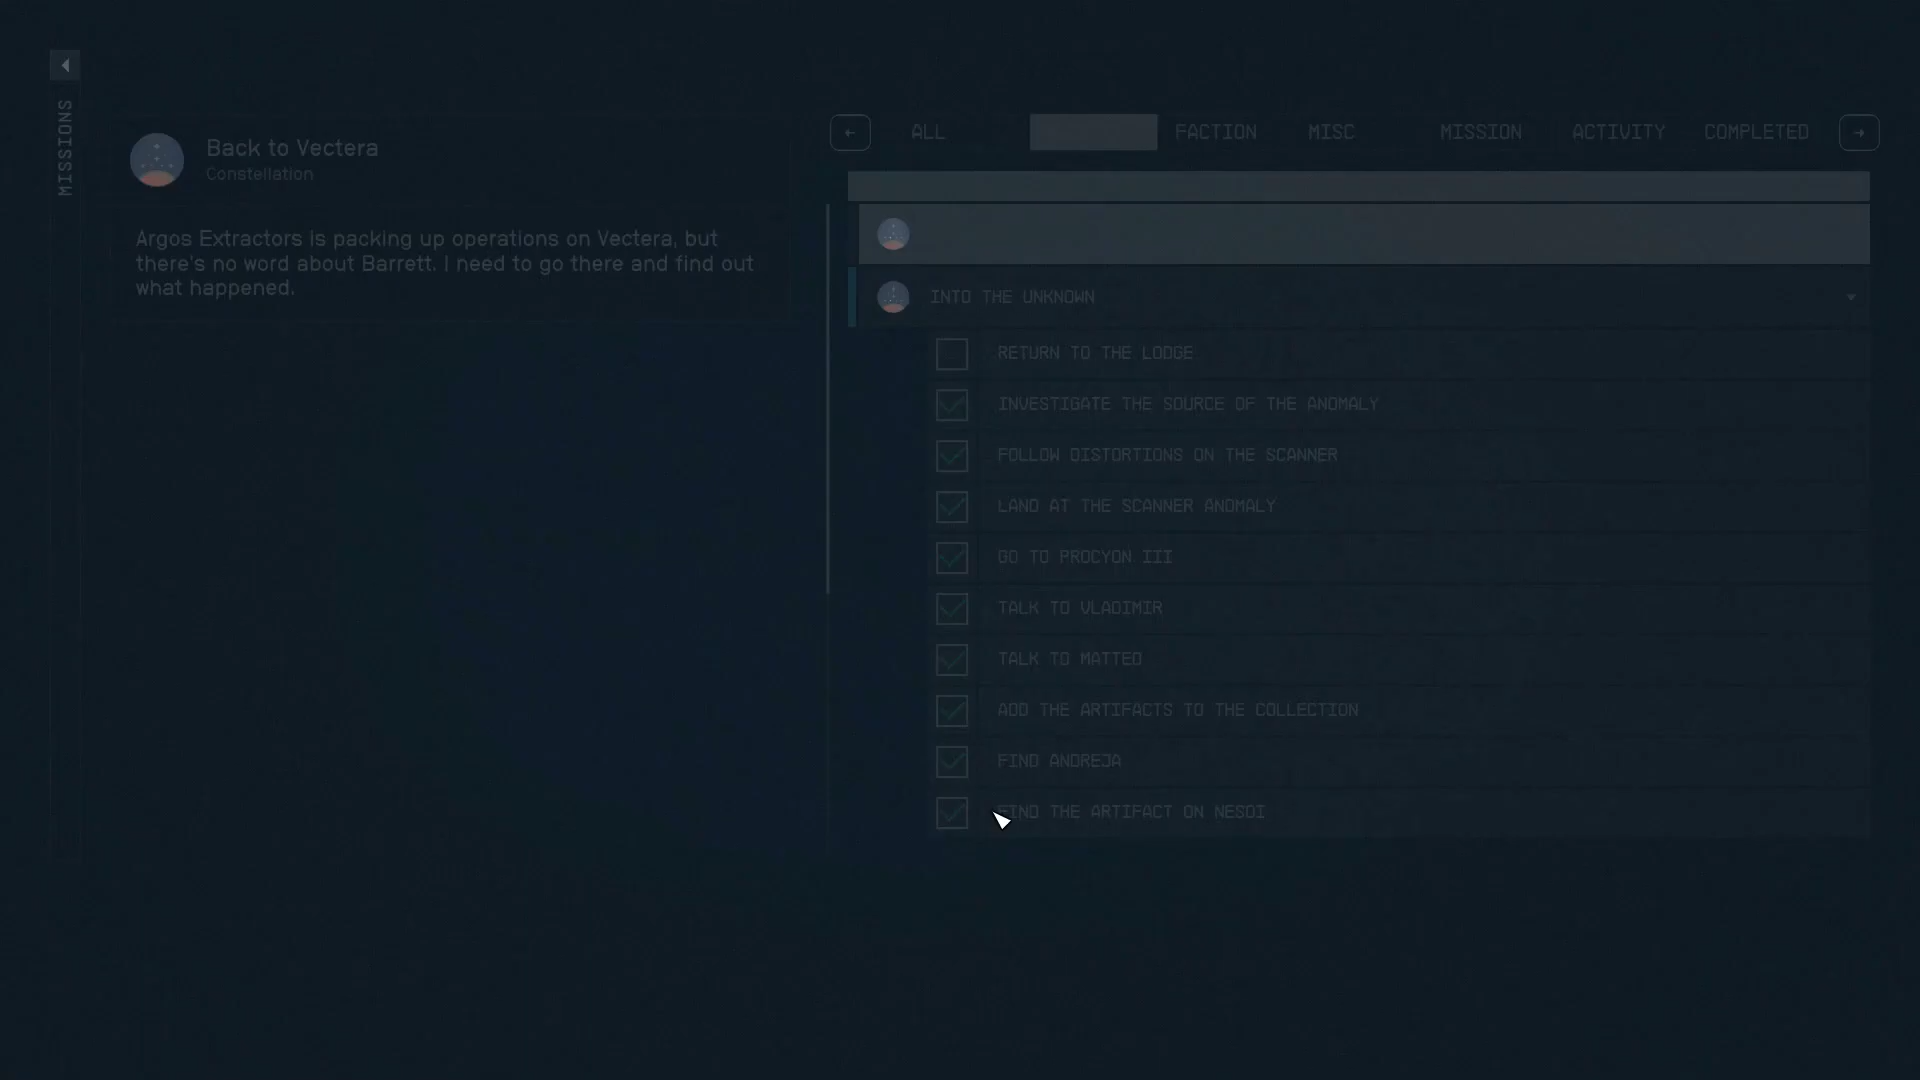 MISSIONS
Back to Vectera
Constellation
Argos Extractors is packing up operations on Vectera, but
there's no word about Barrett. I need to go there and find out
what happened.
ALL
FACTION
MISC
MISSION
ACTIVITY
COMPLETED
INTO THE UNKNOWN
RETURN TO THE LODGE
INVESTIGATE THE SOURCE OF THE ANOMALY
FOLLOW DISTORTIONS ON THE SCANNER
LAND AT THE SCANNER ANOMALY
GO TO PROCYON III
TALK TO VLADIMIR
TALK TO MATTEO
ADD THE ARTIFACTS TO THE COLLECTION
FIND ANDREJA
FIND THE ARTIFACT ON NESOI